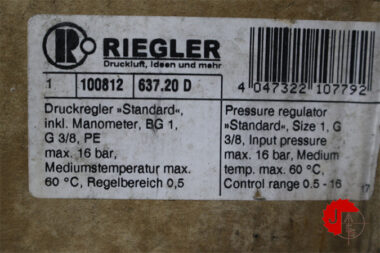 RIEGLER
Druckluft, Ideen und mehr
1 100812 637.20 D
4 047322 107792
Druckregler »Standard«,
inkl. Manometer, BG 1,
G 3/8, PE
max. 16 bar,
Mediumstemperatur max.
60 °C, Regelbereich 0,5
Pressure regulator
»Standard«, Size 1, G
3/8, Input pressure
max. 16 bar, Medium
temp. max. 60 °C,
Control range 0.5 - 16
17